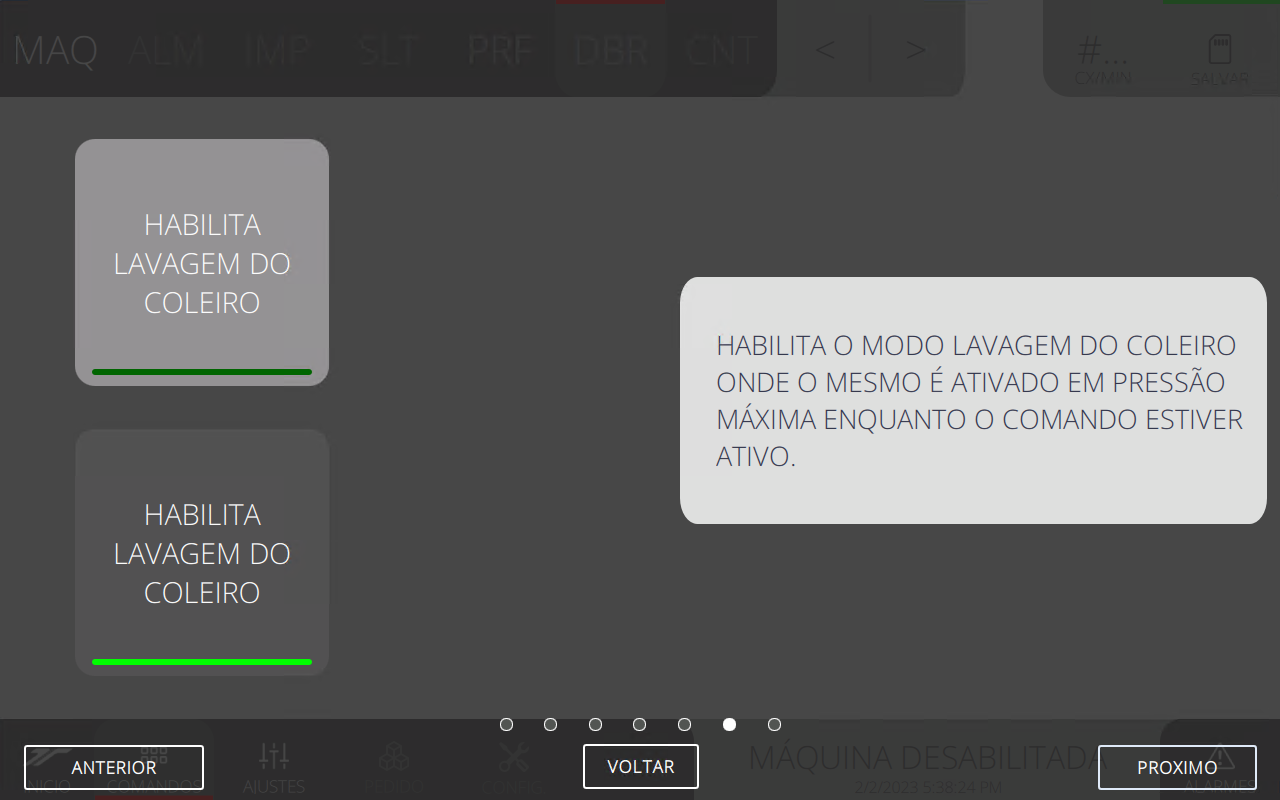 MAQ ALM IMP SLT PRF DBR CNT < > #...
CX/MIN SALVAR
HABILITA
LAVAGEM DO
COLEIRO
HABILITA O MODO LAVAGEM DO COLEIRO
ONDE O MESMO É ATIVADO EM PRESSÃO
MÁXIMA ENQUANTO O COMANDO ESTIVER
ATIVO.
HABILITA
LAVAGEM DO
COLEIRO
MÁQUINA DESABILITADA
ANTERIOR VOLTAR PROXIMO
INICIO COMANDOS AJUSTES PEDIDO CONFIG 2/2/2023 5:38:24 PM ALARMES